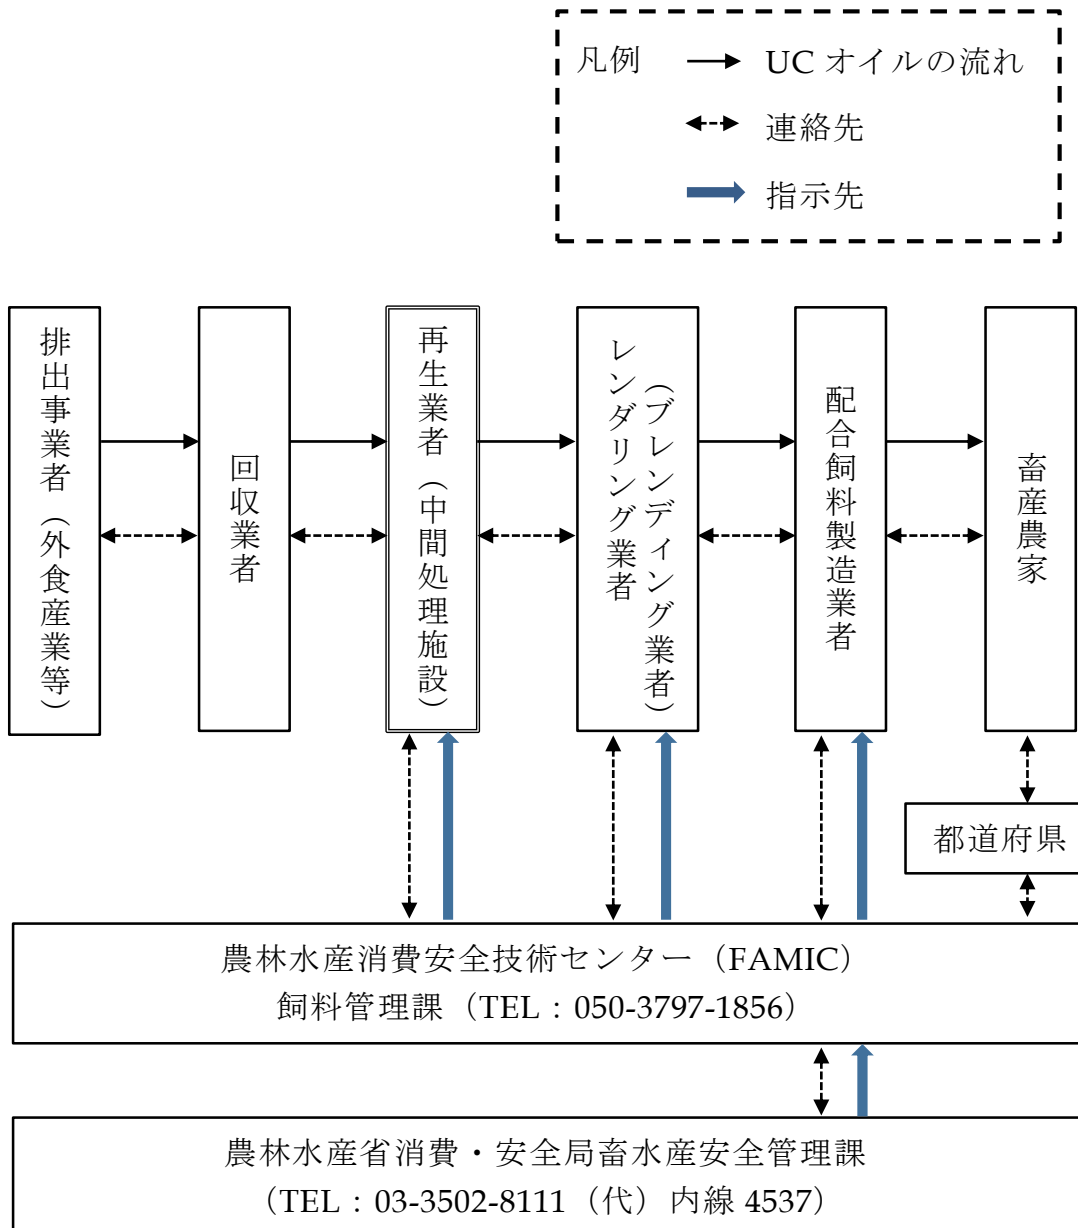 凡例 UC オイルの流れ
連絡先
指示先
排出事業者（外食産業等）
回収業者
再生業者（中間処理施設）
レンダリング業者
（ブレンディング業者）
配合飼料製造業者
畜産農家
都道府県
農林水産消費安全技術センター（FAMIC）
飼料管理課（TEL：050-3797-1856）
農林水産省消費・安全局畜水産安全管理課
（TEL：03-3502-8111（代）内線 4537）